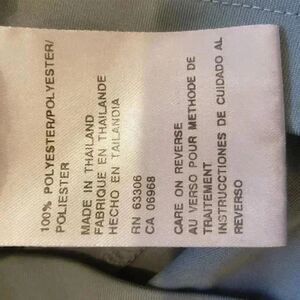 100% POLYESTER/POLYESTER/
POLIESTER
MADE IN THAILAND
FABRIQUE EN THAILANDE
HECHO EN TAILANDIA
RN 63306
CA 06968
CARE ON REVERSE
AU VERSO POUR METHODE DE
TRAITEMENT
INSTRUCCTIONES DE CUIDADO AL
REVERSO